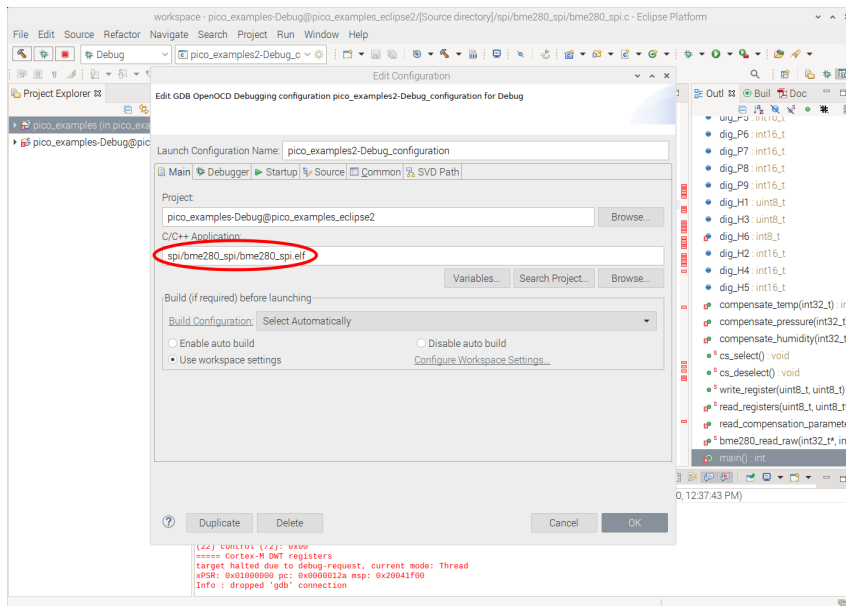 workspace - pico_examples-Debug@pico_examples_eclipse2/[Source directory]/spi/bme280_spi/bme280_spi.c - Eclipse Platform
File Edit Source Refactor Navigate Search Project Run Window Help
Debug
pico_examples2-Debug_c
Edit Configuration
Project Explorer
pico_examples (in pico_exa
pico_examples-Debug@pic
Edit GDB OpenOCD Debugging configuration pico_examples2-Debug_configuration for Debug
Launch Configuration Name: pico_examples2-Debug_configuration
Main Debugger Startup Source Common SVD Path
Project:
pico_examples-Debug@pico_examples_eclipse2 Browse...
C/C++ Application:
spi/bme280_spi/bme280_spi.elf
Variables... Search Project... Browse...
Build (if required) before launching
Build Configuration: Select Automatically
Enable auto build Disable auto build
Use workspace settings Configure Workspace Settings...
Duplicate Delete Cancel OK
Outl Buil Doc
dig_P5 : int16_t
dig_P6 : int16_t
dig_P7 : int16_t
dig_P8 : int16_t
dig_P9 : int16_t
dig_H1 : uint8_t
dig_H3 : uint8_t
dig_H6 : int8_t
dig_H2 : int16_t
dig_H4 : int16_t
dig_H5 : int16_t
compensate_temp(int32_t) : ir
compensate_pressure(int32_t
compensate_humidity(int32_t
cs_select() : void
cs_deselect() : void
write_register(uint8_t, uint8_t)
read_registers(uint8_t, uint8_t*
read_compensation_paramete
bme280_read_raw(int32_t*, in
main() : int
0, 12:37:43 PM)
(22) control (/2): 0x00
===== Cortex-M DWT registers
target halted due to debug-request, current mode: Thread
xPSR: 0x01000000 pc: 0x0000012a msp: 0x20041f00
Info : dropped 'gdb' connection